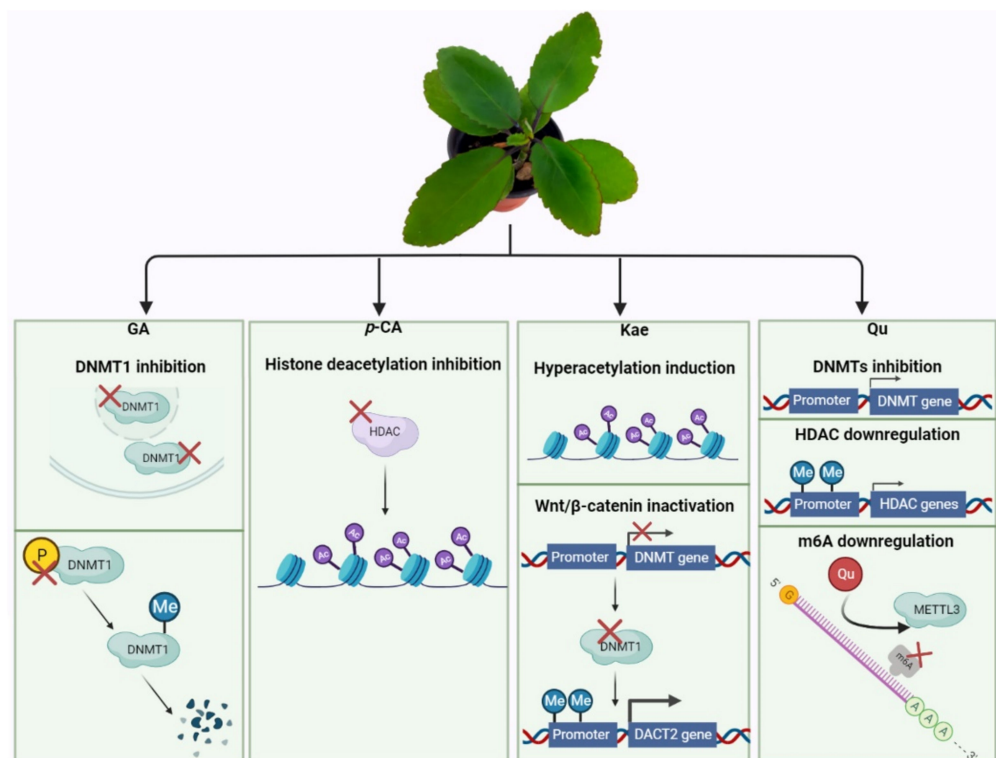 GA
DNMT1 inhibition
DNMT1
DNMT1
P
DNMT1
Me
DNMT1
p-CA
Histone deacetylation inhibition
HDAC
Ac
Ac
Ac
Ac
Ac
Ac
Kae
Hyperacetylation induction
Ac
Ac
Ac
Ac
Ac
Ac
Wnt/β-catenin inactivation
Promoter
DNMT gene
DNMT1
Me Me
Promoter
DACT2 gene
Qu
DNMTs inhibition
Promoter
DNMT gene
HDAC downregulation
Me Me
Promoter
HDAC genes
m6A downregulation
Qu
5'
G
METTL3
m6A
A
A
A
3'